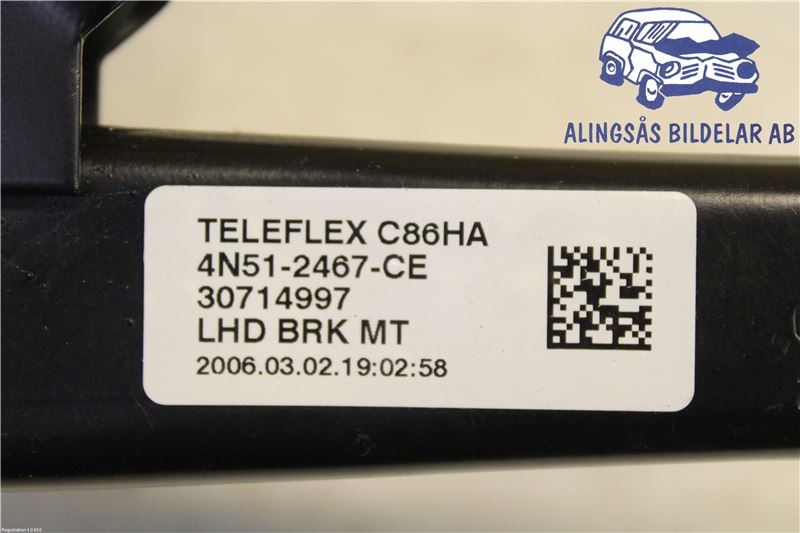 ALINGSÅS BILDELAR AB
TELEFLEX C86HA
4N51-2467-CE
30714997
LHD BRK MT
2006.03.02.19:02:58